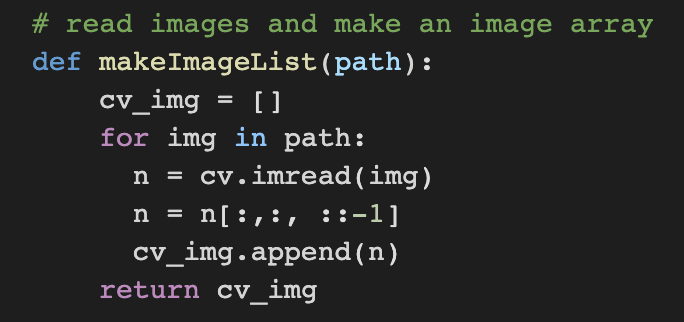 # read images and make an image array
def makeImageList(path):
    cv_img = []
    for img in path:
      n = cv.imread(img)
      n = n[:,:, ::-1]
      cv_img.append(n)
    return cv_img